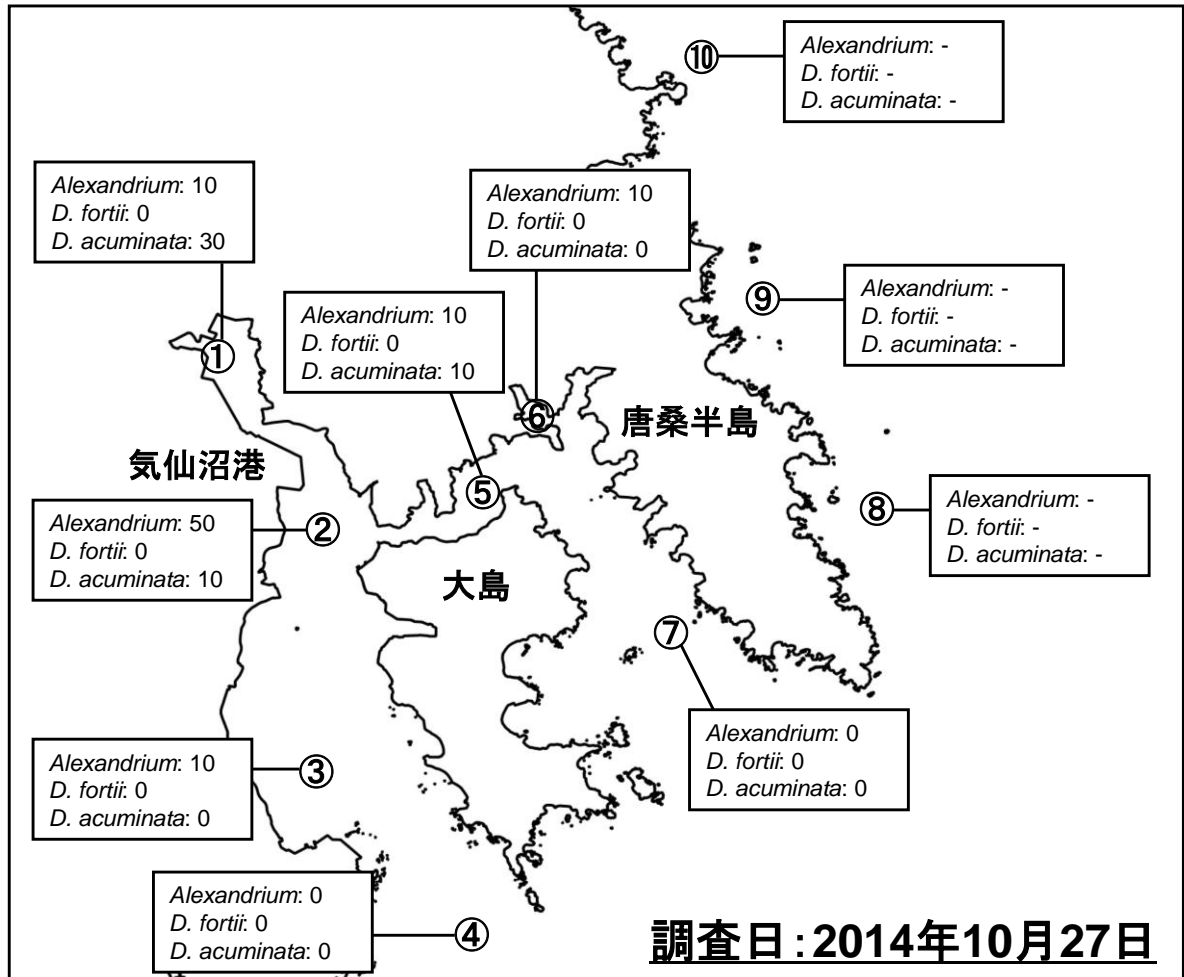 ⑩
Alexandrium: -
D. fortii: -
D. acuminata: -
Alexandrium: 10
D. fortii: 0
D. acuminata: 30
①
Alexandrium: 10
D. fortii: 0
D. acuminata: 0
⑥
⑨
Alexandrium: -
D. fortii: -
D. acuminata: -
Alexandrium: 10
D. fortii: 0
D. acuminata: 10
⑤
唐桑半島
気仙沼港
Alexandrium: 50
D. fortii: 0
D. acuminata: 10
②
⑧
Alexandrium: -
D. fortii: -
D. acuminata: -
大島
⑦
Alexandrium: 0
D. fortii: 0
D. acuminata: 0
Alexandrium: 10
D. fortii: 0
D. acuminata: 0
③
Alexandrium: 0
D. fortii: 0
D. acuminata: 0
④
調査日:2014年10月27日